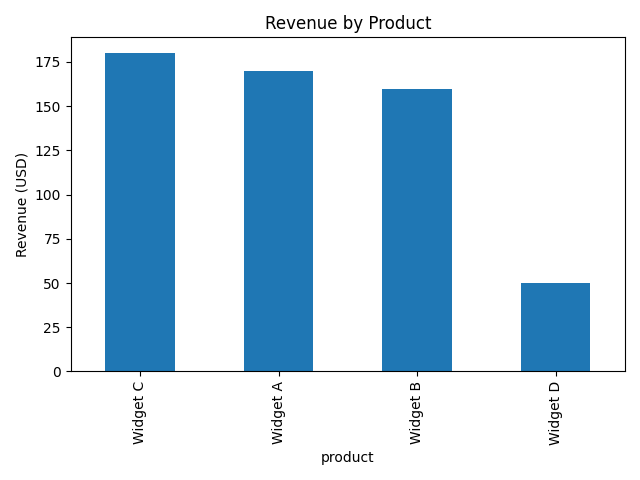 Revenue by Product
Revenue (USD)
175
150
125
100
75
50
25
0
Widget C
Widget A
Widget B
Widget D
product